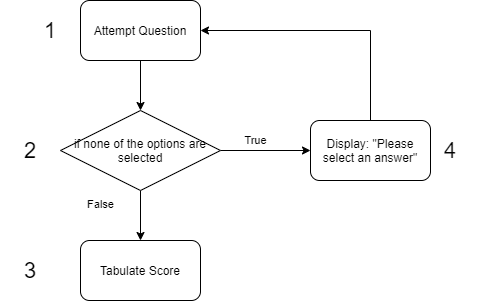 1
Attempt Question
2
if none of the options are
selected
True
Display: "Please
select an answer"
4
False
3
Tabulate Score